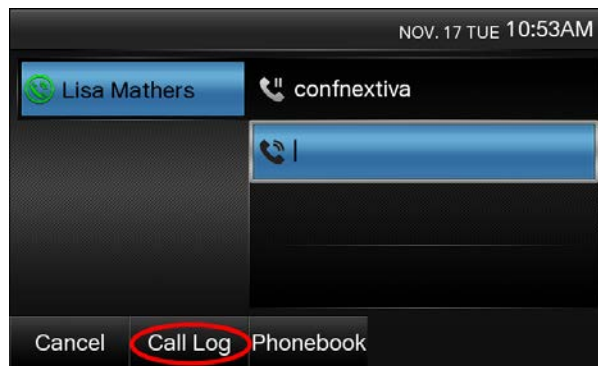 NOV. 17 TUE 10:53AM
Lisa Mathers
confnextiva
Cancel
Call Log
Phonebook